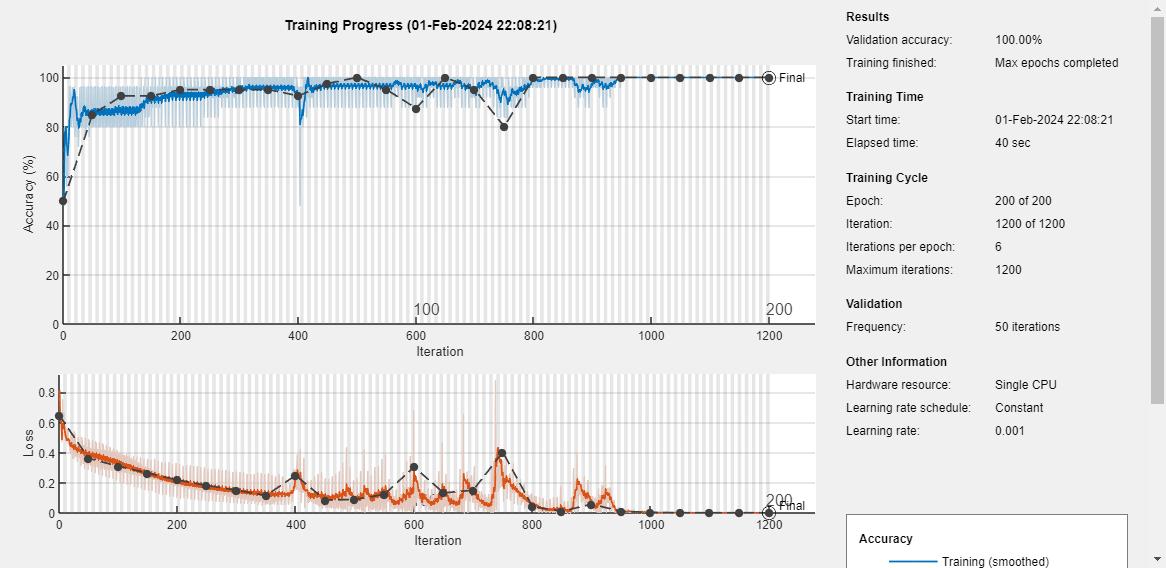 Training Progress (01-Feb-2024 22:08:21)
100
80
60
40
20
0
Accuracy (%)
Final
100
200
0
200
400
600
800
1000
1200
Iteration
0.8
0.6
0.4
0.2
0
Loss
200
Final
0
200
400
600
800
1000
1200
Iteration
Results
Validation accuracy: 100.00%
Training finished: Max epochs completed
Training Time
Start time: 01-Feb-2024 22:08:21
Elapsed time: 40 sec
Training Cycle
Epoch: 200 of 200
Iteration: 1200 of 1200
Iterations per epoch: 6
Maximum iterations: 1200
Validation
Frequency: 50 iterations
Other Information
Hardware resource: Single CPU
Learning rate schedule: Constant
Learning rate: 0.001
Accuracy
Training (smoothed)